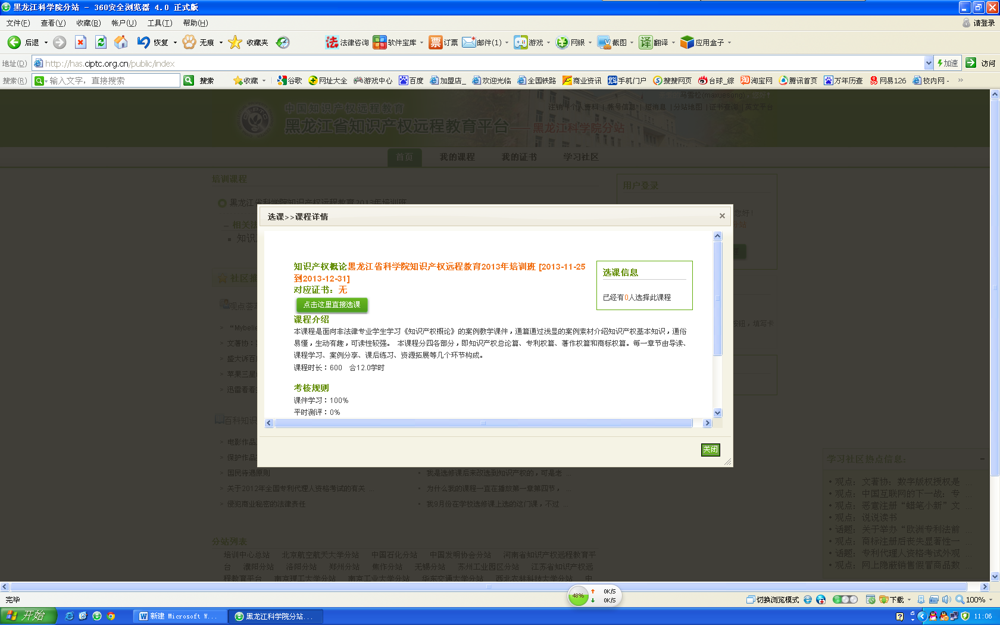 黑龙江科学院分站 - 360安全浏览器 4.0 正式版
文件(F) 查看(V) 收藏(B) 帐户(U) 工具(T) 帮助(H) 请登录
后退 恢复 无痕 收藏夹 法律咨询 软件宝库 订票 邮件(1) 游戏 网银 截图 翻译 应用盒子
地址(D) http://has.ciptc.org.cn/public/index 加速 访问
搜索(R) 输入文字，直接搜索 搜索 收藏 谷歌 网址大全 游戏中心 百度 加盟店_ 欢迎光临 全国铁路 商业资讯 手机门户 搜搜网页 台球_综 淘宝网 腾讯首页 万年历查 网易126 校内网 - »
马雪松(maxuesong)，您好！
注销 | 个人资料 | 帐号信息 | 短消息 | 分站地图 | 证书查询 | 英文平台
中国知识产权远程教育
黑龙江省知识产权远程教育平台——黑龙江科学院分站
首页 我的课程 我的证书 学习社区
培训课程
用户登录
黑龙江省科学院知识产权远程教育2013年培训班
您好！
相关法
分站
知识
选课>>课程详情 ×
知识产权概论黑龙江省科学院知识产权远程教育2013年培训班 [2013-11-25
到2013-12-31]
对应证书：无
点击这里直接选课
选课信息
已经有0人选择此课程
课程介绍
本课程是面向非法律专业学生学习《知识产权概论》的案例教学课件，通篇通过浅显的案例素材介绍知识产权基本知识，通俗
易懂，生动有趣，可读性较强。 本课程分四各部分，即知识产权总论篇、专利权篇、著作权篇和商标权篇。每一章节由导读、
课程学习、案例分享、课后练习、资源拓展等几个环节构成。
课程时长：600 合12.0学时
考核规则
课件学习：100%
平时测评：0%
关闭
社区推
观点荟
> “Mybelle
> 文著协：
> 盛大诉百
> 苹果三星
> 迅雷看看
按钮，填写卡
百科知识
> 电影作品
> 保护作品
> 国民待遇原则
• 我是选修课后来改选到知识产权的，可是老 ...
> 关于2012年全国专利代理人资格考试的有关 ...
• 为什么我的课程一直在播放第一章第四节， ...
> 侵犯商业秘密的法律责任
• 我9月份在学校选修课上选的这门课，不过 ...
学习社区热点信息： -
• 观点： 文著协：数字版权授权是 ...
• 观点： 中国互联网的下一战：专 ...
• 观点： 恶意注册“蜡笔小新”文 ...
• 观点： 说说读书
• 话题： 关于举办“欧洲专利法前 ...
• 观点： 商标注册后丧失显著性一 ...
• 话题： 专利代理人资格考试外观 ...
• 观点： 网上隐蔽销售假冒商品数 ...
分站列表
培训中心总站 北京航空航天大学分站 中国石化分站 中国发明协会分站 河南省知识产权远程教育平
台 濮阳分站 洛阳分站 郑州分站 焦作分站 无锡分站 苏州工业园区分站 江苏省知识产权远
程教育平台 南京理工大学分站 南京工业大学分站 华东交通大学分站 西北农林科技大学分站 中
完毕 48% 0K/S
0K/S
切换浏览模式 下载 100%
开始 新建 Microsoft W... 黑龙江科学院分站... 11:06